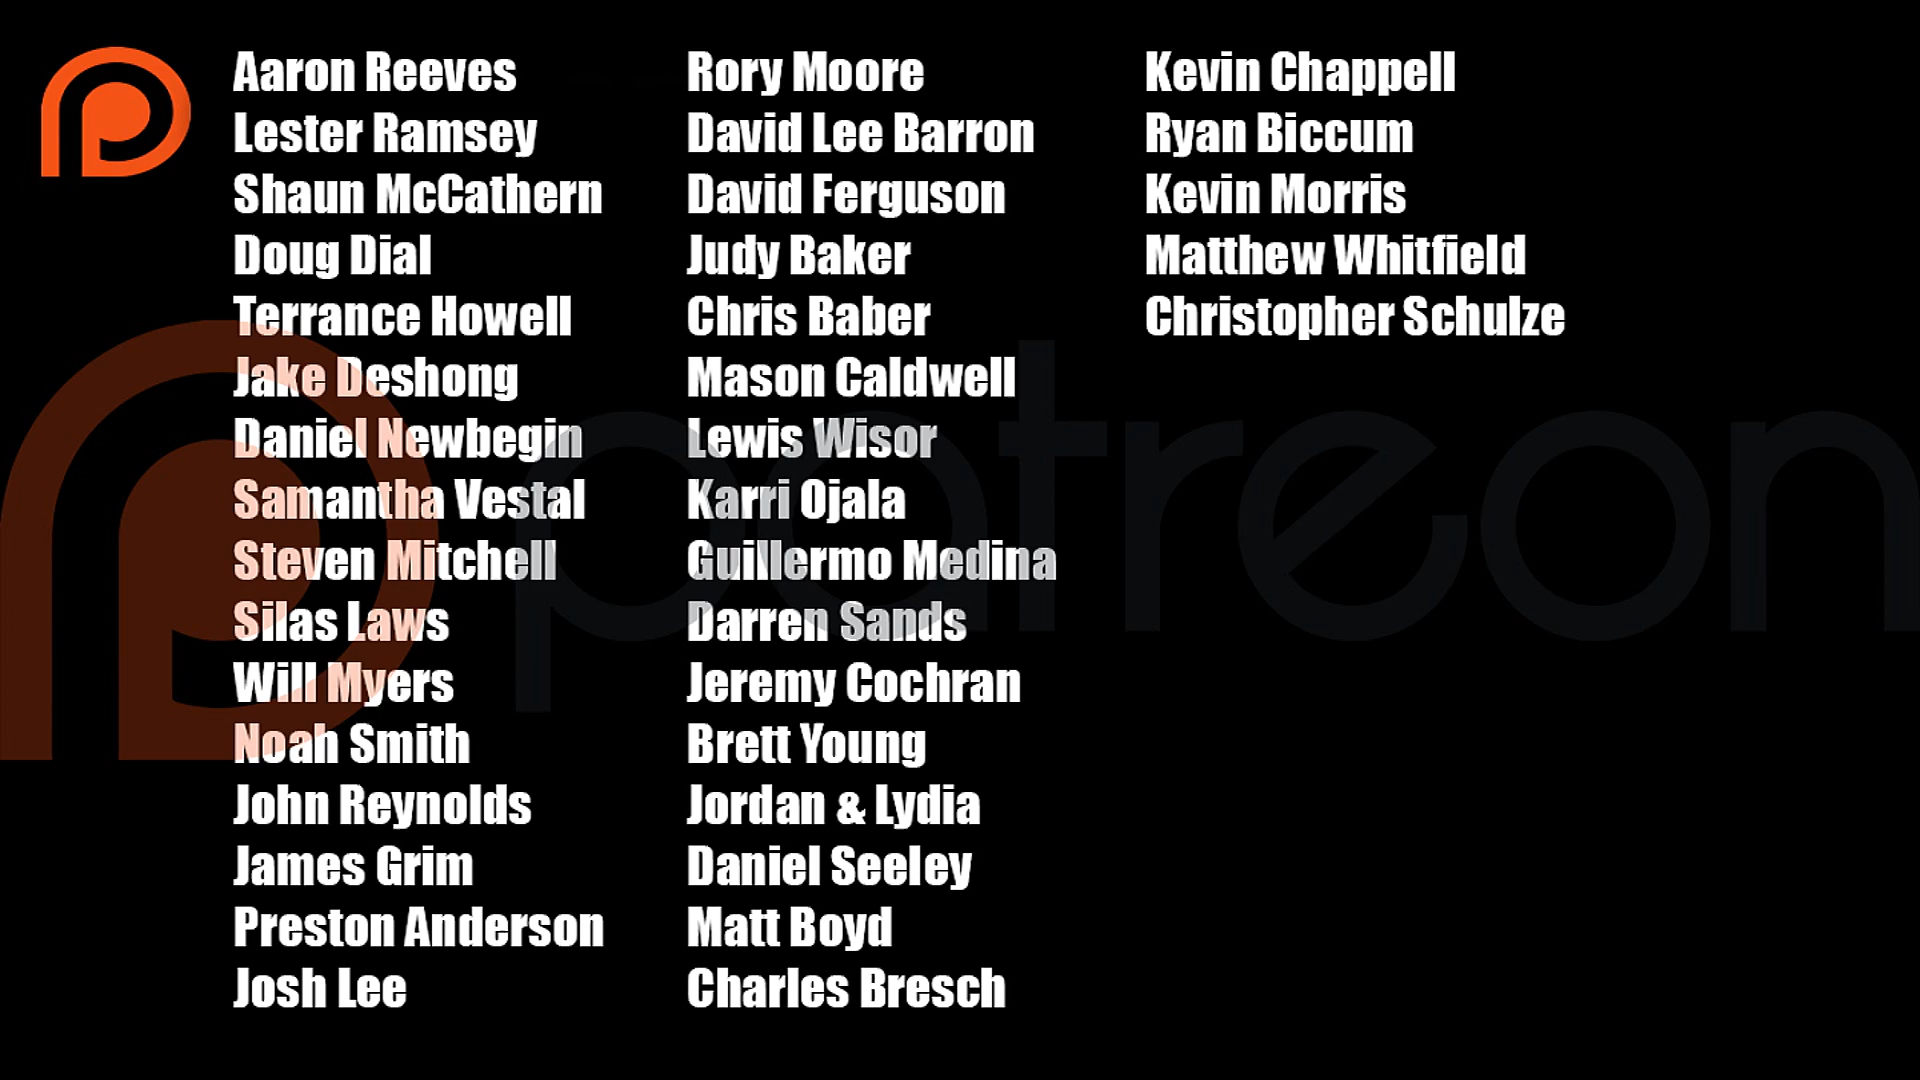 Aaron Reeves
Lester Ramsey
Shaun McCathern
Doug Dial
Terrance Howell
Jake Deshong
Daniel Newbegin
Samantha Vestal
Steven Mitchell
Silas Laws
Will Myers
Noah Smith
John Reynolds
James Grim
Preston Anderson
Josh Lee
Rory Moore
David Lee Barron
David Ferguson
Judy Baker
Chris Baber
Mason Caldwell
Lewis Wisor
Karri Ojala
Guillermo Medina
Darren Sands
Jeremy Cochran
Brett Young
Jordan & Lydia
Daniel Seeley
Matt Boyd
Charles Bresch
Kevin Chappell
Ryan Biccum
Kevin Morris
Matthew Whitfield
Christopher Schulze
patreon